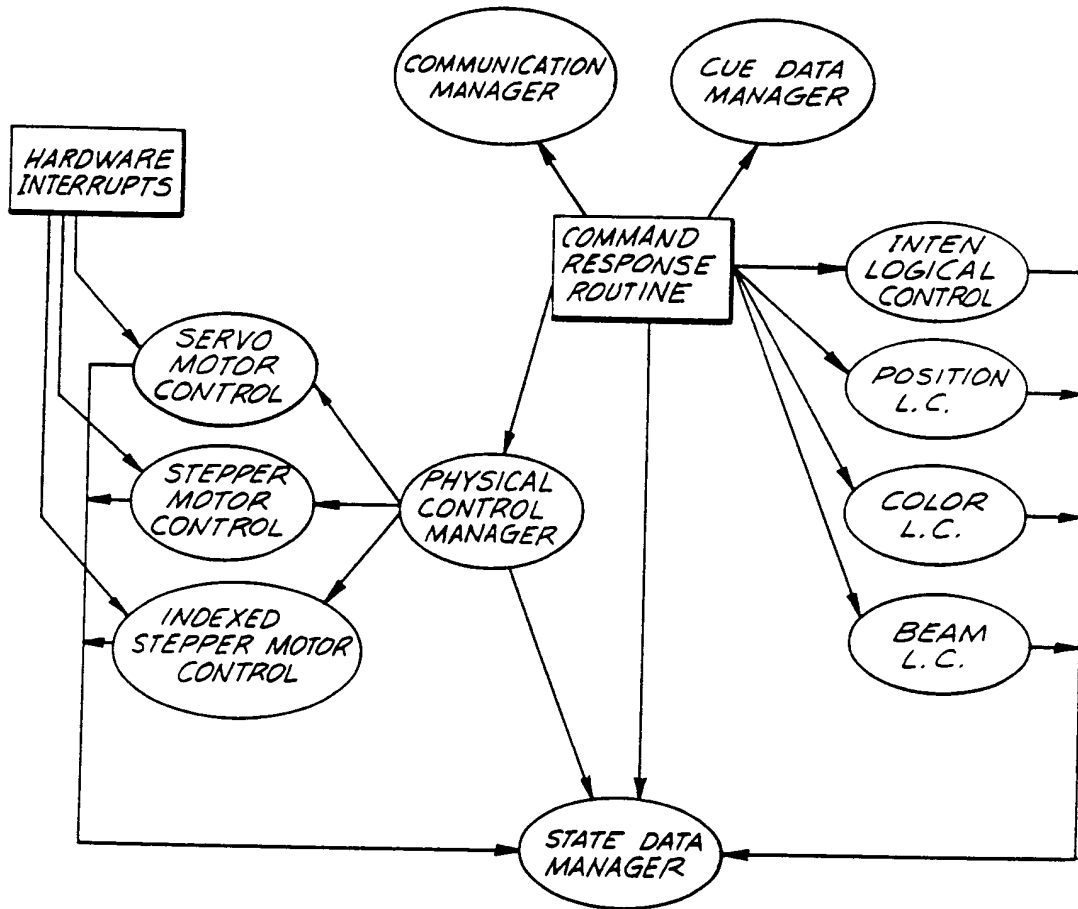 COMMUNICATION
MANAGER
CUE DATA
MANAGER
HARDWARE
INTERRUPTS
COMMAND
RESPONSE
ROUTINE
INTEN
LOGICAL
CONTROL
SERVO
MOTOR
CONTROL
POSITION
L.C.
STEPPER
MOTOR
CONTROL
PHYSICAL
CONTROL
MANAGER
COLOR
L.C.
INDEXED
STEPPER MOTOR
CONTROL
BEAM
L.C.
STATE DATA
MANAGER